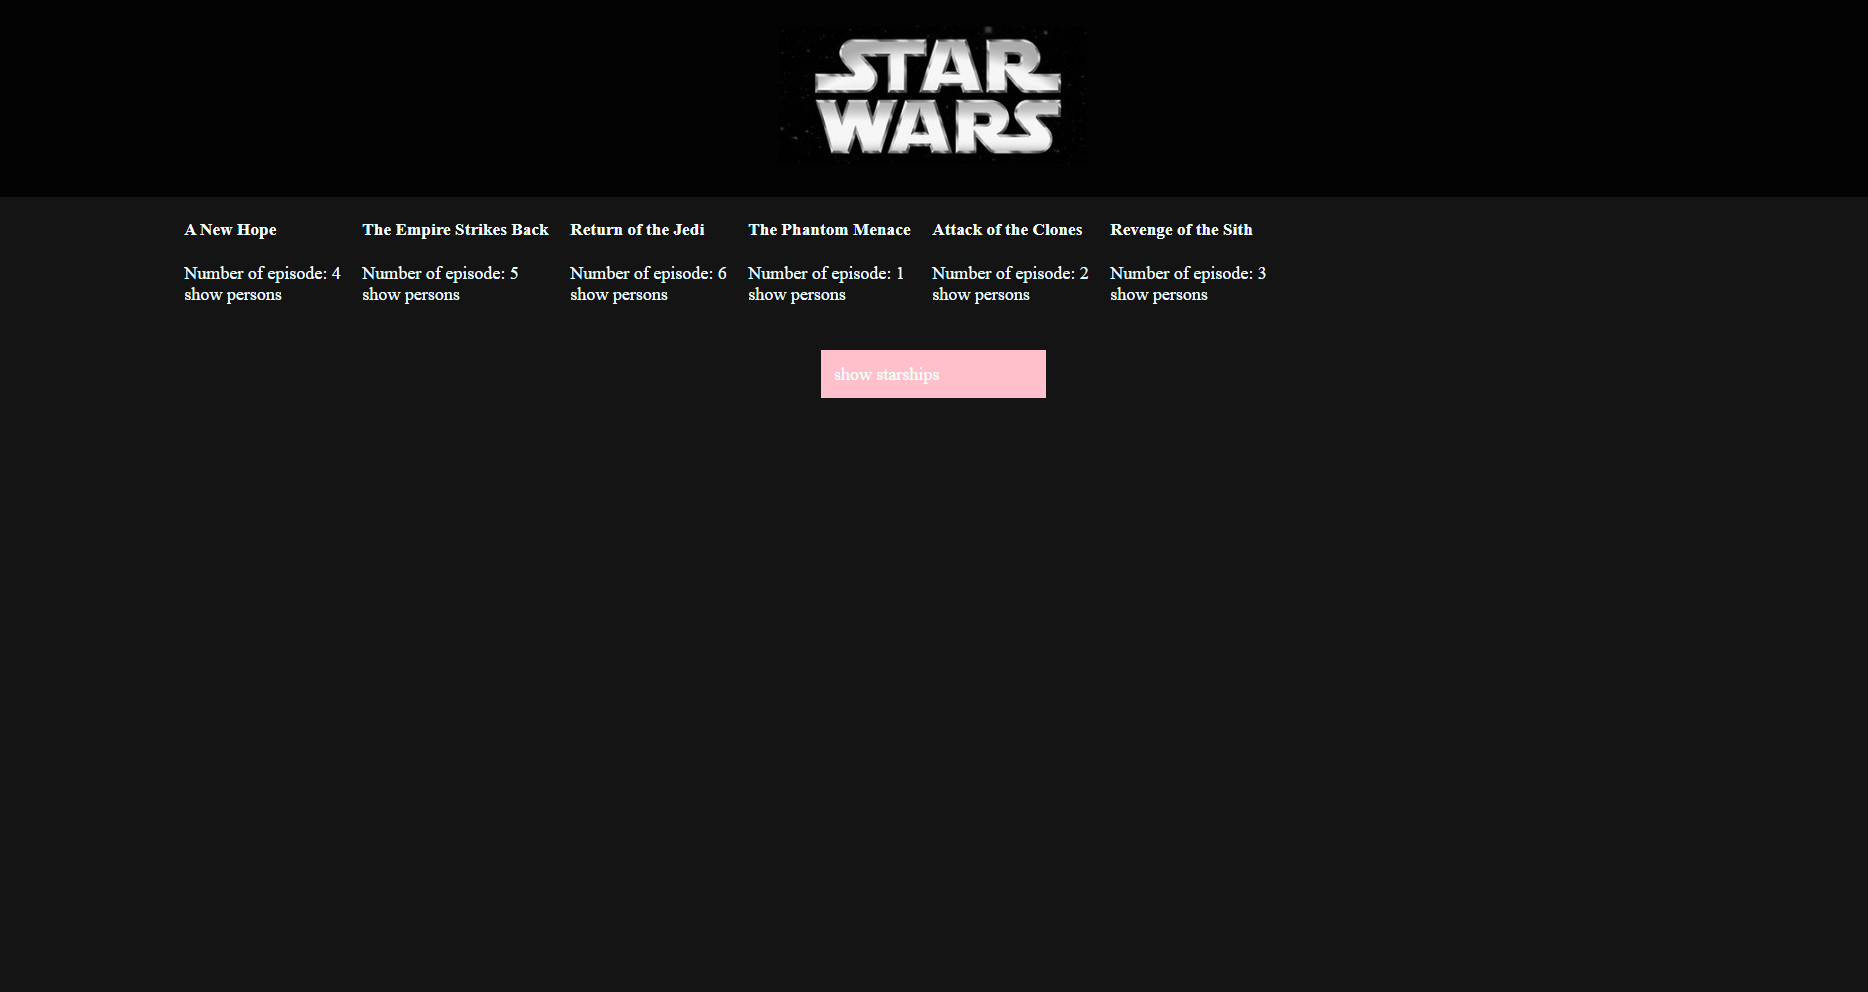 STAR
WARS
A New Hope
Number of episode: 4
show persons
The Empire Strikes Back
Number of episode: 5
show persons
Return of the Jedi
Number of episode: 6
show persons
The Phantom Menace
Number of episode: 1
show persons
Attack of the Clones
Number of episode: 2
show persons
Revenge of the Sith
Number of episode: 3
show persons
show starships